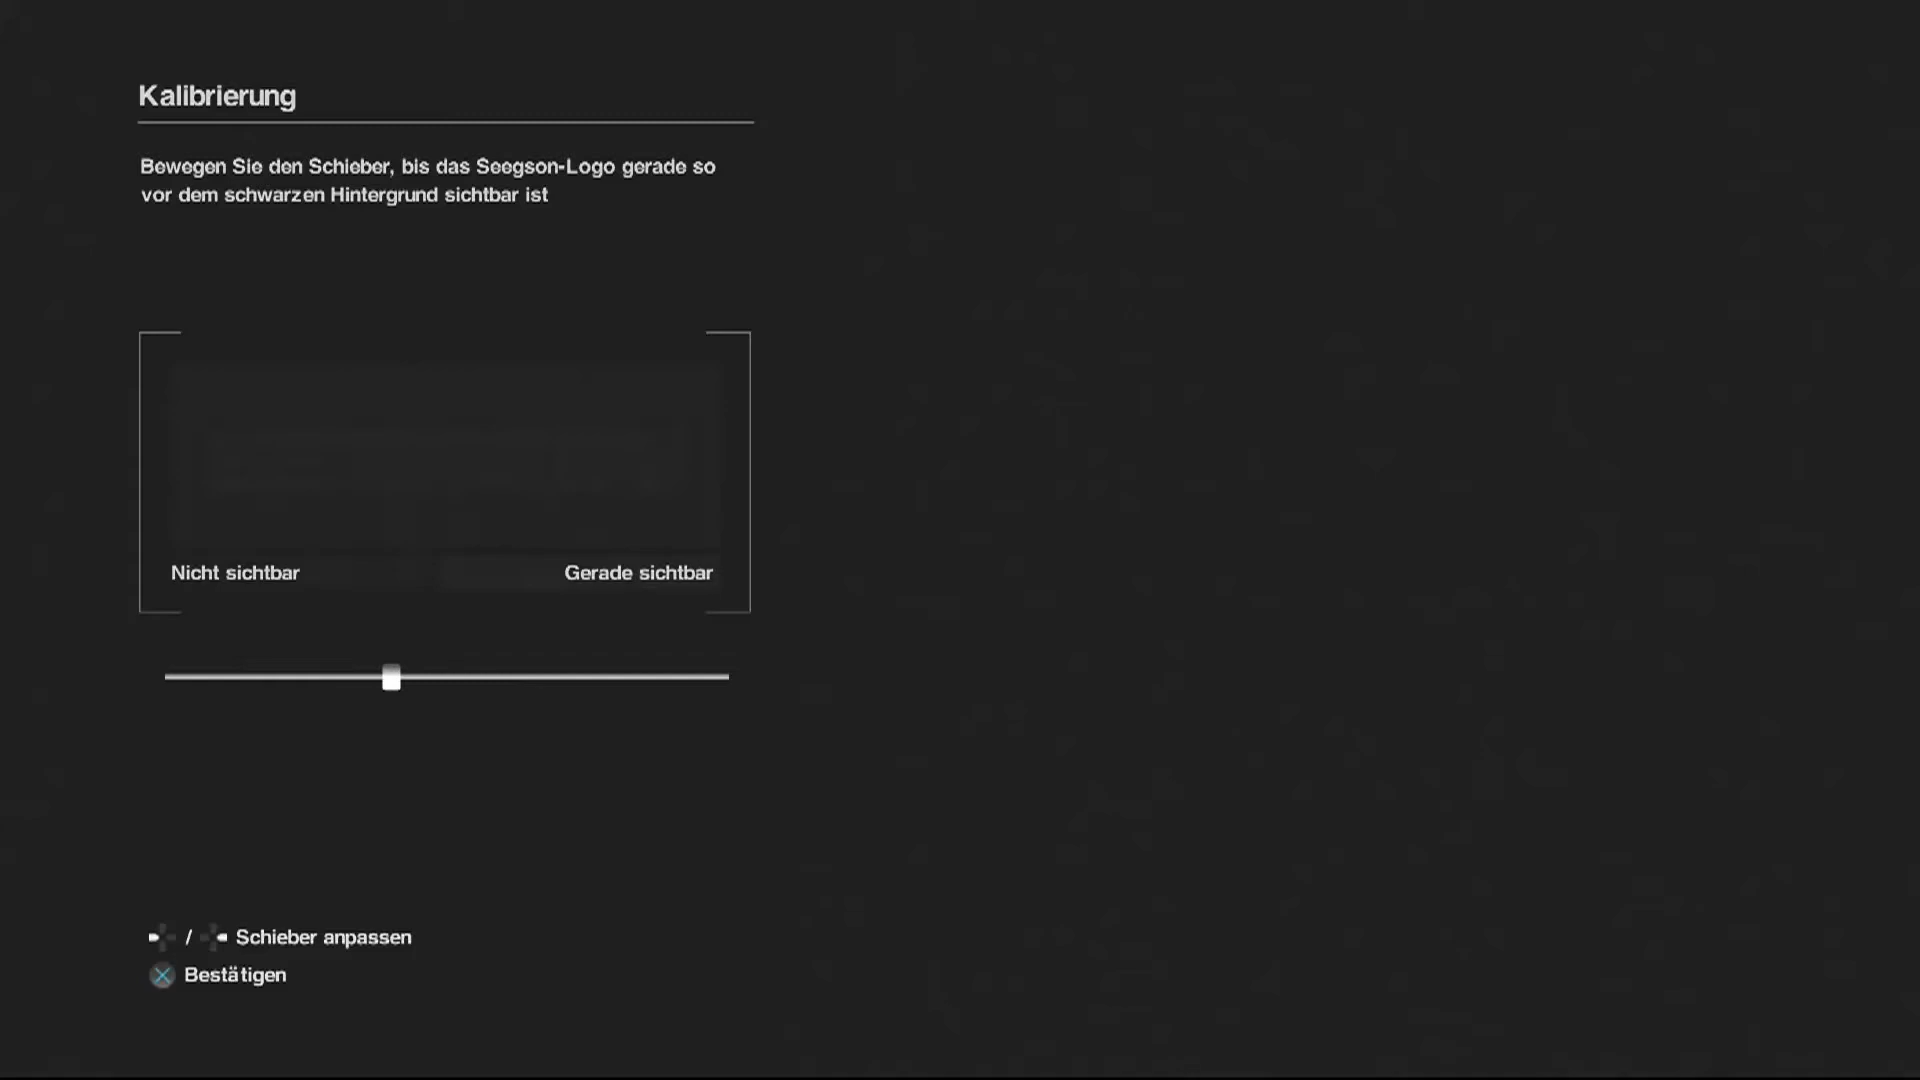 Kalibrierung
Bewegen Sie den Schieber, bis das Seegson-Logo gerade so
vor dem schwarzen Hintergrund sichtbar ist
Nicht sichtbar
Gerade sichtbar
/ Schieber anpassen
Bestätigen